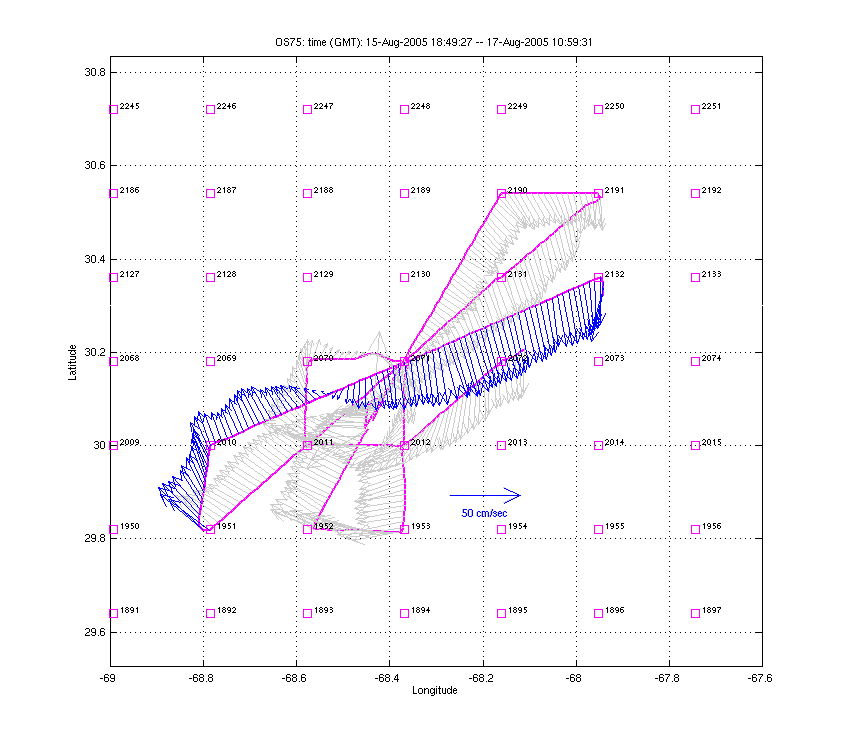 OS75: time (GMT): 15-Aug-2005 18:49:27 -- 17-Aug-2005 10:59:31
30.8
2245 2246 2247 2248 2249 2250 2251
30.6
2186 2187 2188 2189 2190 2191 2192
30.4
2127 2128 2129 2130 2131 2132 2133
30.2
2068 2069 2070 2071 2072 2073 2074
Latitude
30
2009 2010 2011 2012 2013 2014 2015
50 cm/sec
1950 1951 1952 1953 1954 1955 1956
29.8
1891 1892 1893 1894 1895 1896 1897
29.6
-69 -68.8 -68.6 -68.4 -68.2 -68 -67.8 -67.6
Longitude